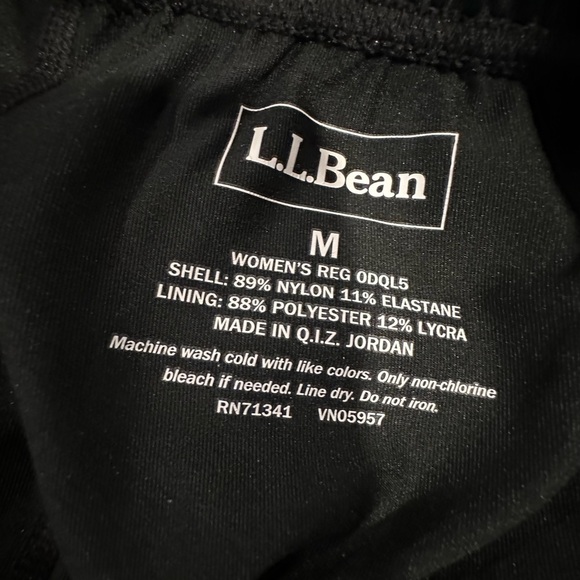 L.L.Bean
M
WOMEN'S REG 0DQL5
SHELL: 89% NYLON 11% ELASTANE
LINING: 88% POLYESTER 12% LYCRA
MADE IN Q.I.Z. JORDAN
Machine wash cold with like colors. Only non-chlorine
bleach if needed. Line dry. Do not iron.
RN71341 VN05957